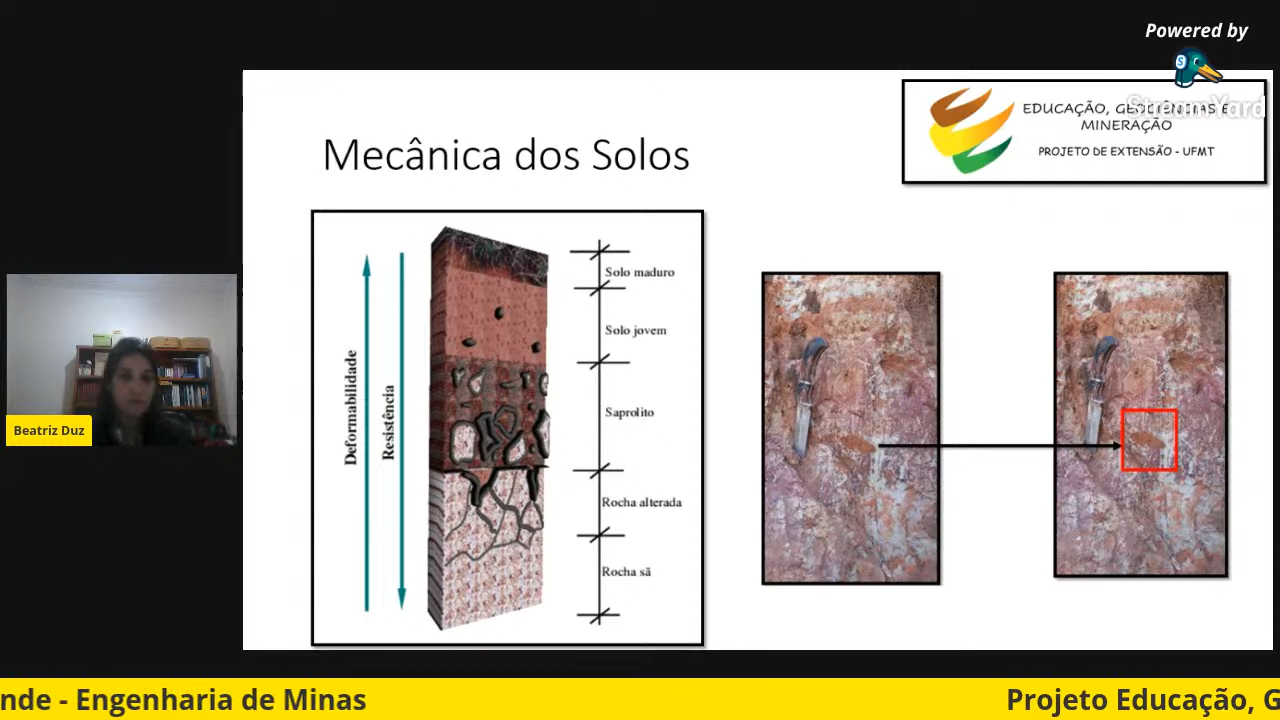 Powered by
StreamYard
EDUCAÇÃO, GEOCIÊNCIAS E
MINERAÇÃO
PROJETO DE EXTENSÃO - UFMT
Mecânica dos Solos
Deformabilidade
Resistência
Solo maduro
Solo jovem
Saprolito
Rocha alterada
Rocha sã
Beatriz Duz
nde - Engenharia de Minas
Projeto Educação, G